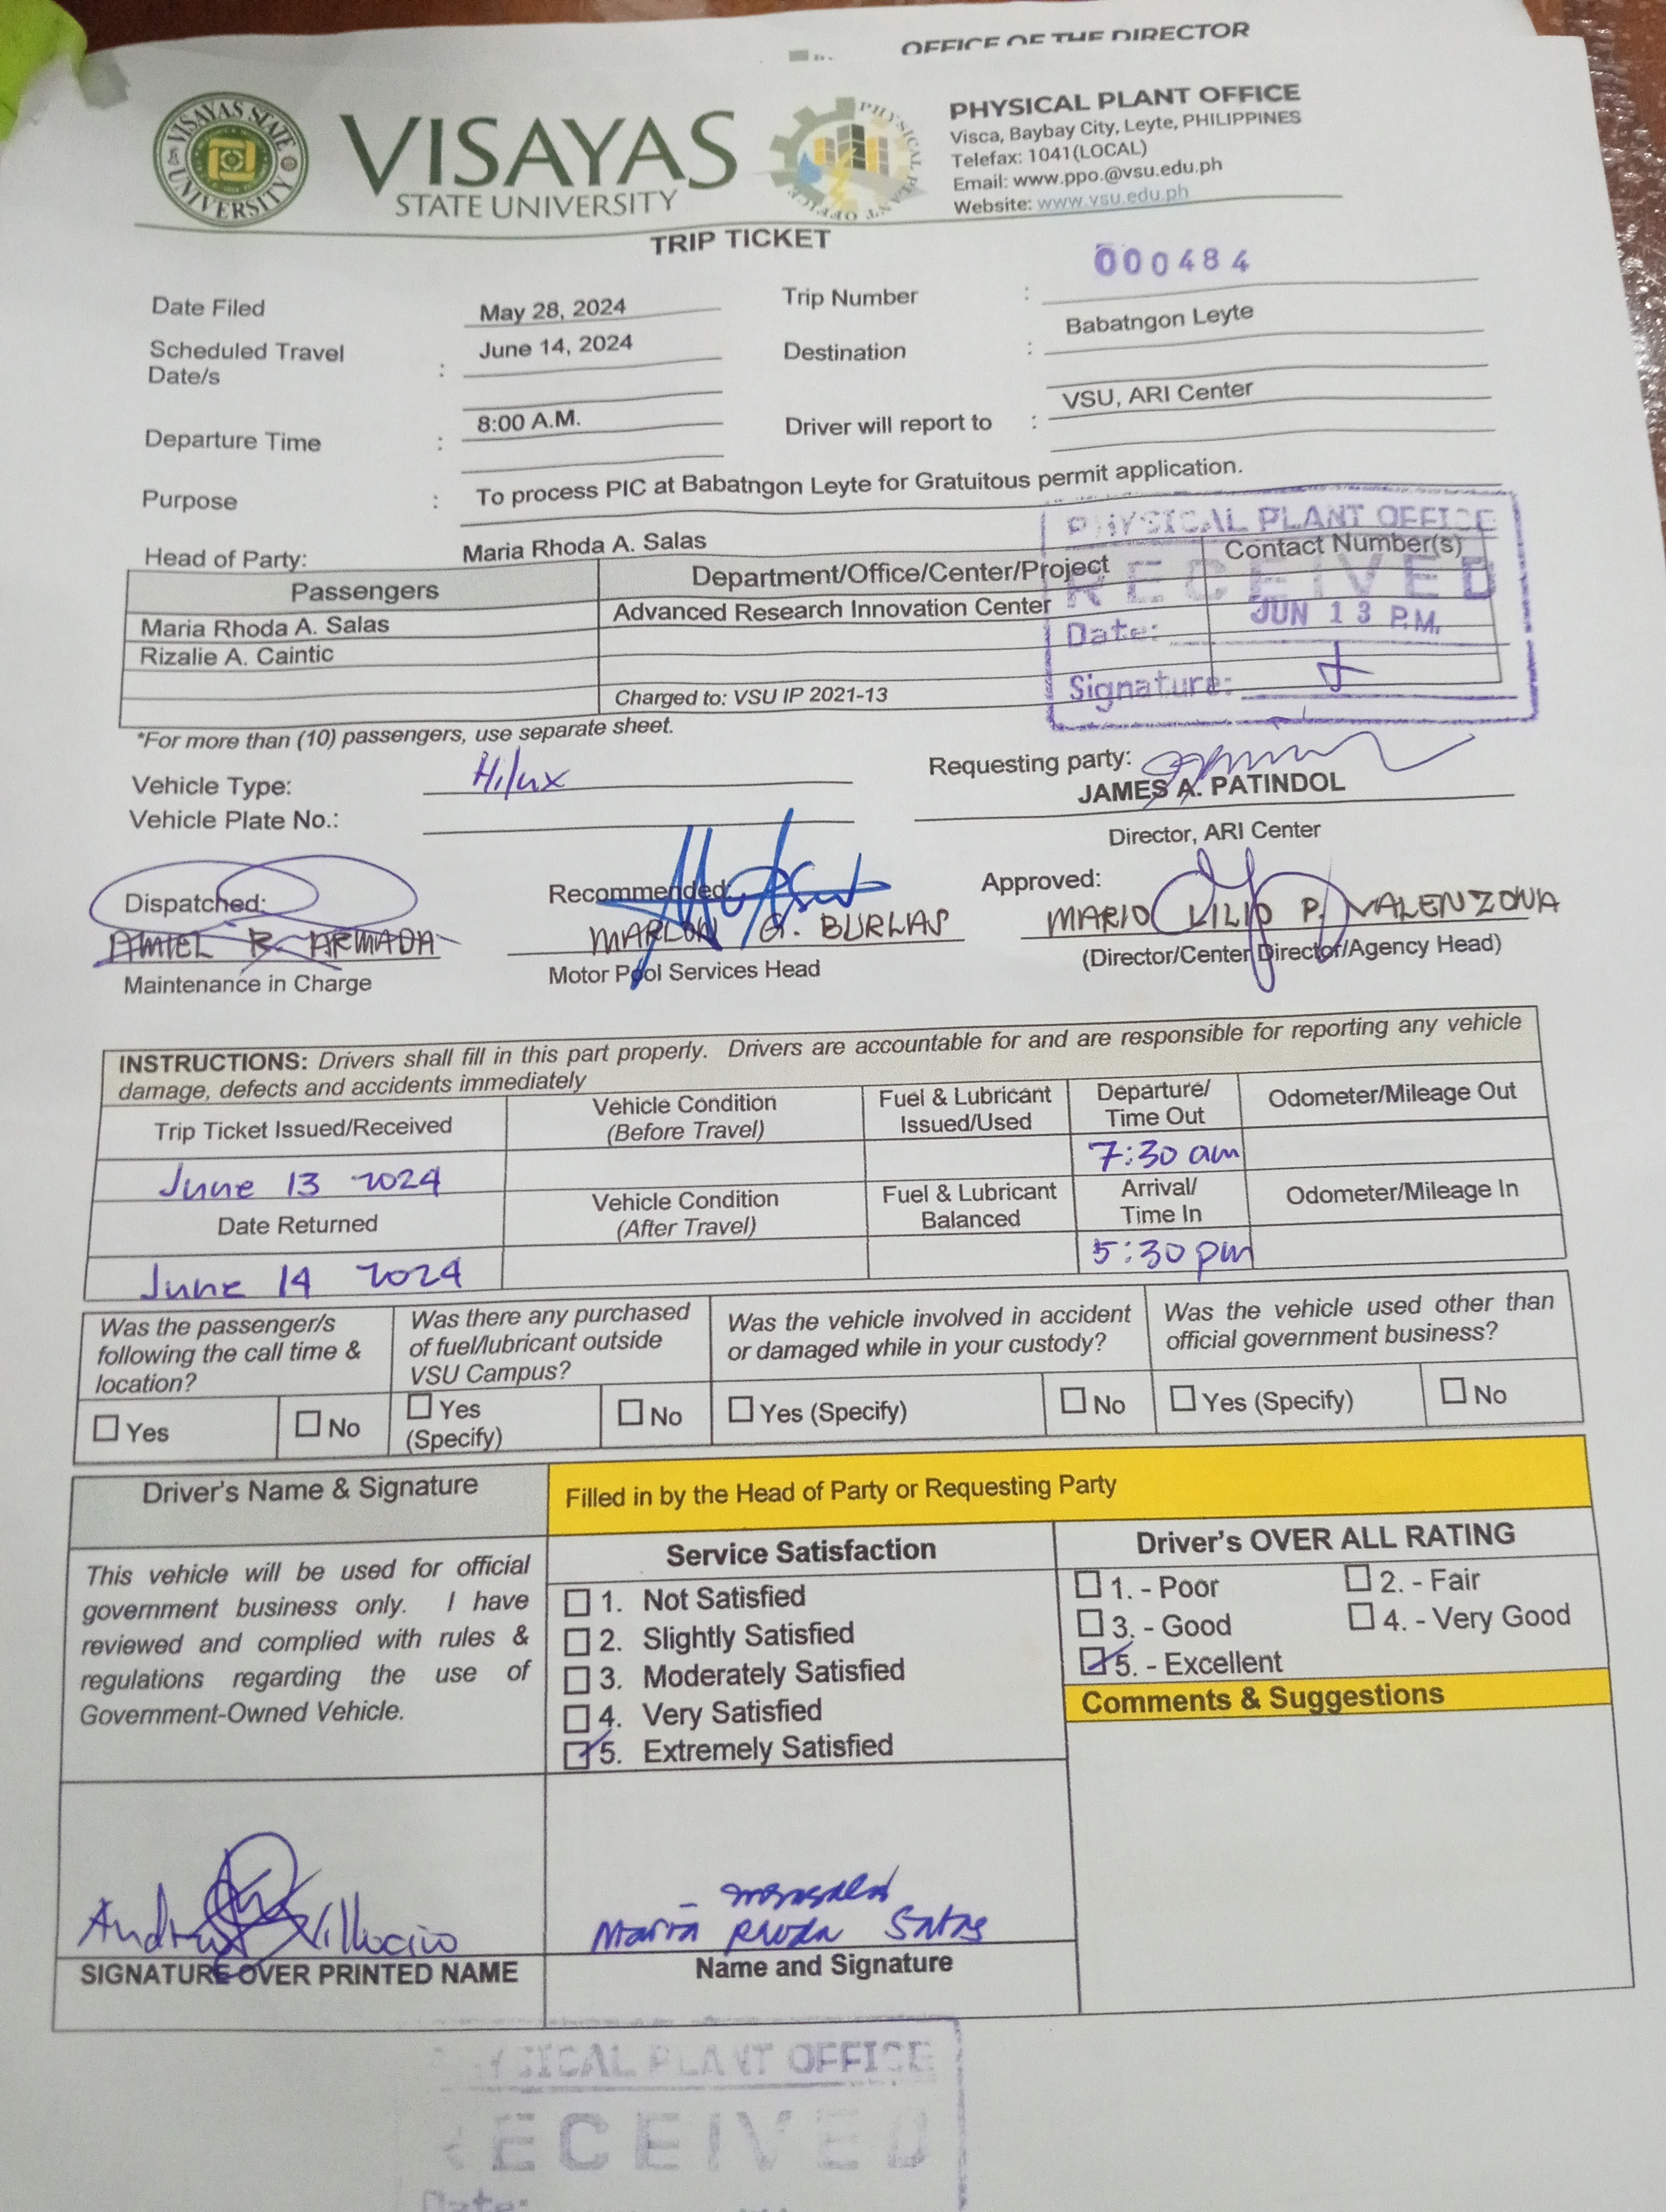 OFFICE OF THE DIRECTOR
VISAYAS STATE UNIVERSITY
VISAYAS
STATE UNIVERSITY
PHYSICAL PLANT OFFICE
PHYSICAL PLANT OFFICE
Visca, Baybay City, Leyte, PHILIPPINES
Telefax: 1041(LOCAL)
Email: www.ppo.@vsu.edu.ph
Website: www.vsu.edu.ph
TRIP TICKET
Date Filed May 28, 2024 Trip Number : 000484
Scheduled Travel Date/s : June 14, 2024 Destination : Babatngon Leyte
Departure Time : 8:00 A.M. Driver will report to : VSU, ARI Center
Purpose : To process PIC at Babatngon Leyte for Gratuitous permit application.
Head of Party: Maria Rhoda A. Salas
Passengers Department/Office/Center/Project Contact Number(s)
Maria Rhoda A. Salas Advanced Research Innovation Center
Rizalie A. Caintic
Charged to: VSU IP 2021-13
PHYSICAL PLANT OFFICE
RECEIVED
Date: JUN 13 P.M.
Signature:
*For more than (10) passengers, use separate sheet.
Vehicle Type: Hilux
Vehicle Plate No.:
Requesting party:
JAMES A. PATINDOL
Director, ARI Center
Dispatched: Recommended: Approved:
AMIEL R. ARMADA MARLON G. BURLAS MARIO LILIO P. VALENZONA
Maintenance in Charge Motor Pool Services Head (Director/Center Director/Agency Head)
INSTRUCTIONS: Drivers shall fill in this part properly. Drivers are accountable for and are responsible for reporting any vehicle
damage, defects and accidents immediately
Trip Ticket Issued/Received Vehicle Condition (Before Travel) Fuel & Lubricant Issued/Used Departure/ Time Out Odometer/Mileage Out
June 13 2024 7:30 am
Date Returned Vehicle Condition (After Travel) Fuel & Lubricant Balanced Arrival/ Time In Odometer/Mileage In
June 14 2024 5:30 pm
Was the passenger/s following the call time & location?
☐ Yes ☐ No
Was there any purchased of fuel/lubricant outside VSU Campus?
☐ Yes (Specify) ☐ No
Was the vehicle involved in accident or damaged while in your custody?
☐ Yes (Specify) ☐ No
Was the vehicle used other than official government business?
☐ Yes (Specify) ☐ No
Driver's Name & Signature
Filled in by the Head of Party or Requesting Party
This vehicle will be used for official
government business only. I have
reviewed and complied with rules &
regulations regarding the use of
Government-Owned Vehicle.
Service Satisfaction
☐ 1. Not Satisfied
☐ 2. Slightly Satisfied
☐ 3. Moderately Satisfied
☐ 4. Very Satisfied
☑ 5. Extremely Satisfied
Driver's OVER ALL RATING
☐ 1. - Poor ☐ 2. - Fair
☐ 3. - Good ☐ 4. - Very Good
☑ 5. - Excellent
Comments & Suggestions
SIGNATURE OVER PRINTED NAME
Maria Rhoda Salas
Name and Signature
PHYSICAL PLANT OFFICE
RECEIVED
Date: